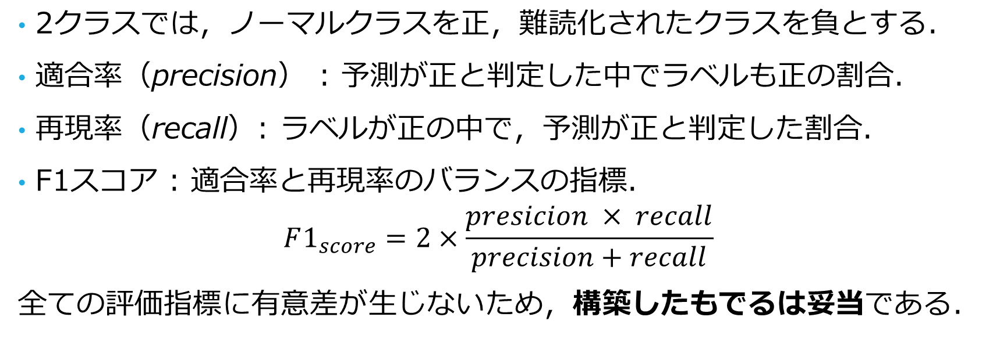 • 2クラスでは，ノーマルクラスを正，難読化されたクラスを負とする．
• 適合率（precision）：予測が正と判定した中でラベルも正の割合．
• 再現率（recall）：ラベルが正の中で，予測が正と判定した割合．
• F1スコア：適合率と再現率のバランスの指標．
presicion × recall
F1score = 2 ×
precision + recall
全ての評価指標に有意差が生じないため，構築したもでるは妥当である．